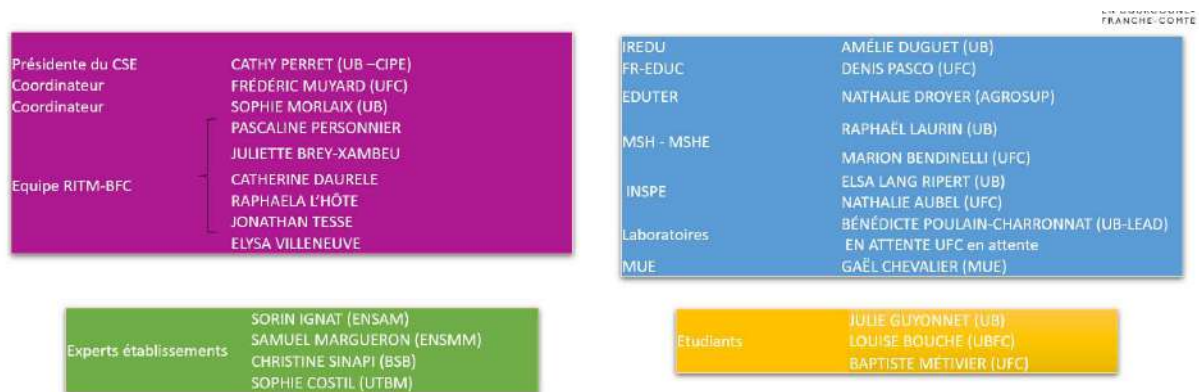 FRANCHE-COMTÉ
Présidente du CSE CATHY PERRET (UB –CIPE)
Coordinateur FRÉDÉRIC MUYARD (UFC)
Coordinateur SOPHIE MORLAIX (UB)
PASCALINE PERSONNIER
JULIETTE BREY-XAMBEU
Equipe RITM-BFC CATHERINE DAURELE
RAPHAELA L'HÔTE
JONATHAN TESSE
ELYSA VILLENEUVE
IREDU AMÉLIE DUGUET (UB)
FR-EDUC DENIS PASCO (UFC)
EDUTER NATHALIE DROYER (AGROSUP)
MSH - MSHE RAPHAËL LAURIN (UB)
MARION BENDINELLI (UFC)
INSPE ELSA LANG RIPERT (UB)
NATHALIE AUBEL (UFC)
Laboratoires BÉNÉDICTE POULAIN-CHARRONNAT (UB-LEAD)
EN ATTENTE UFC en attente
MUE GAËL CHEVALIER (MUE)
Experts établissements SORIN IGNAT (ENSAM)
SAMUEL MARGUERON (ENSMM)
CHRISTINE SINAPI (BSB)
SOPHIE COSTIL (UTBM)
Etudiants JULIE GUYONNET (UB)
LOUISE BOUCHE (UBFC)
BAPTISTE MÉTIVIER (UFC)